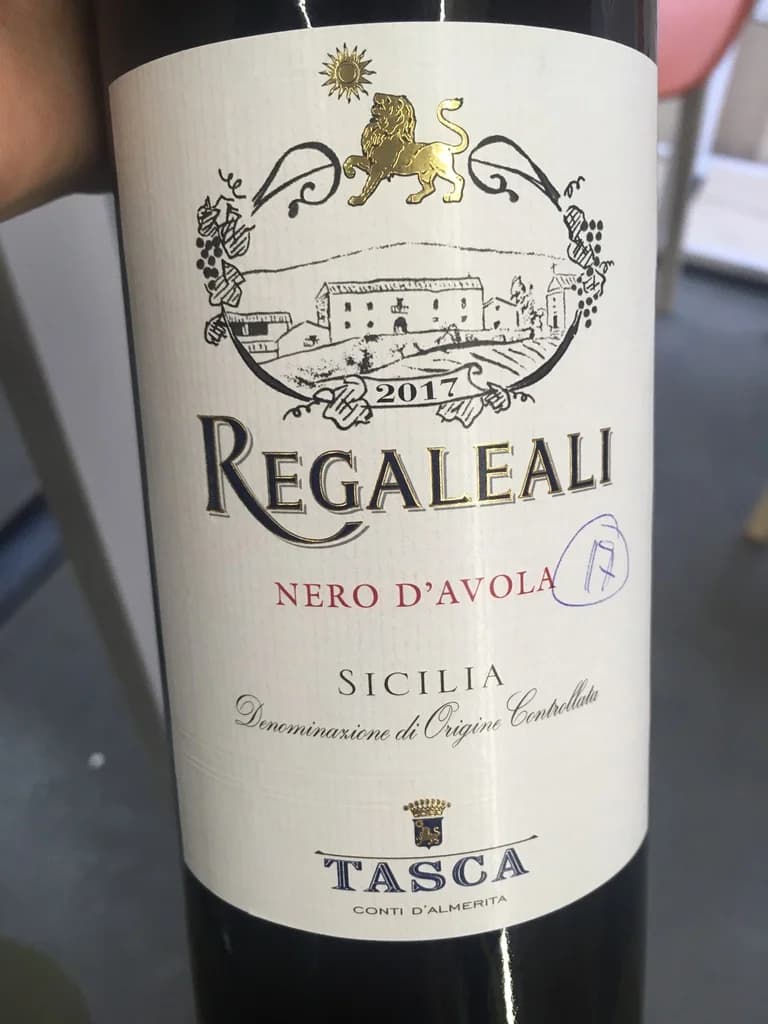 2017
REGALEALI
NERO D'AVOLA
17
SICILIA
Denominazione di Origine Controllata
TASCA
CONTI D'ALMERITA